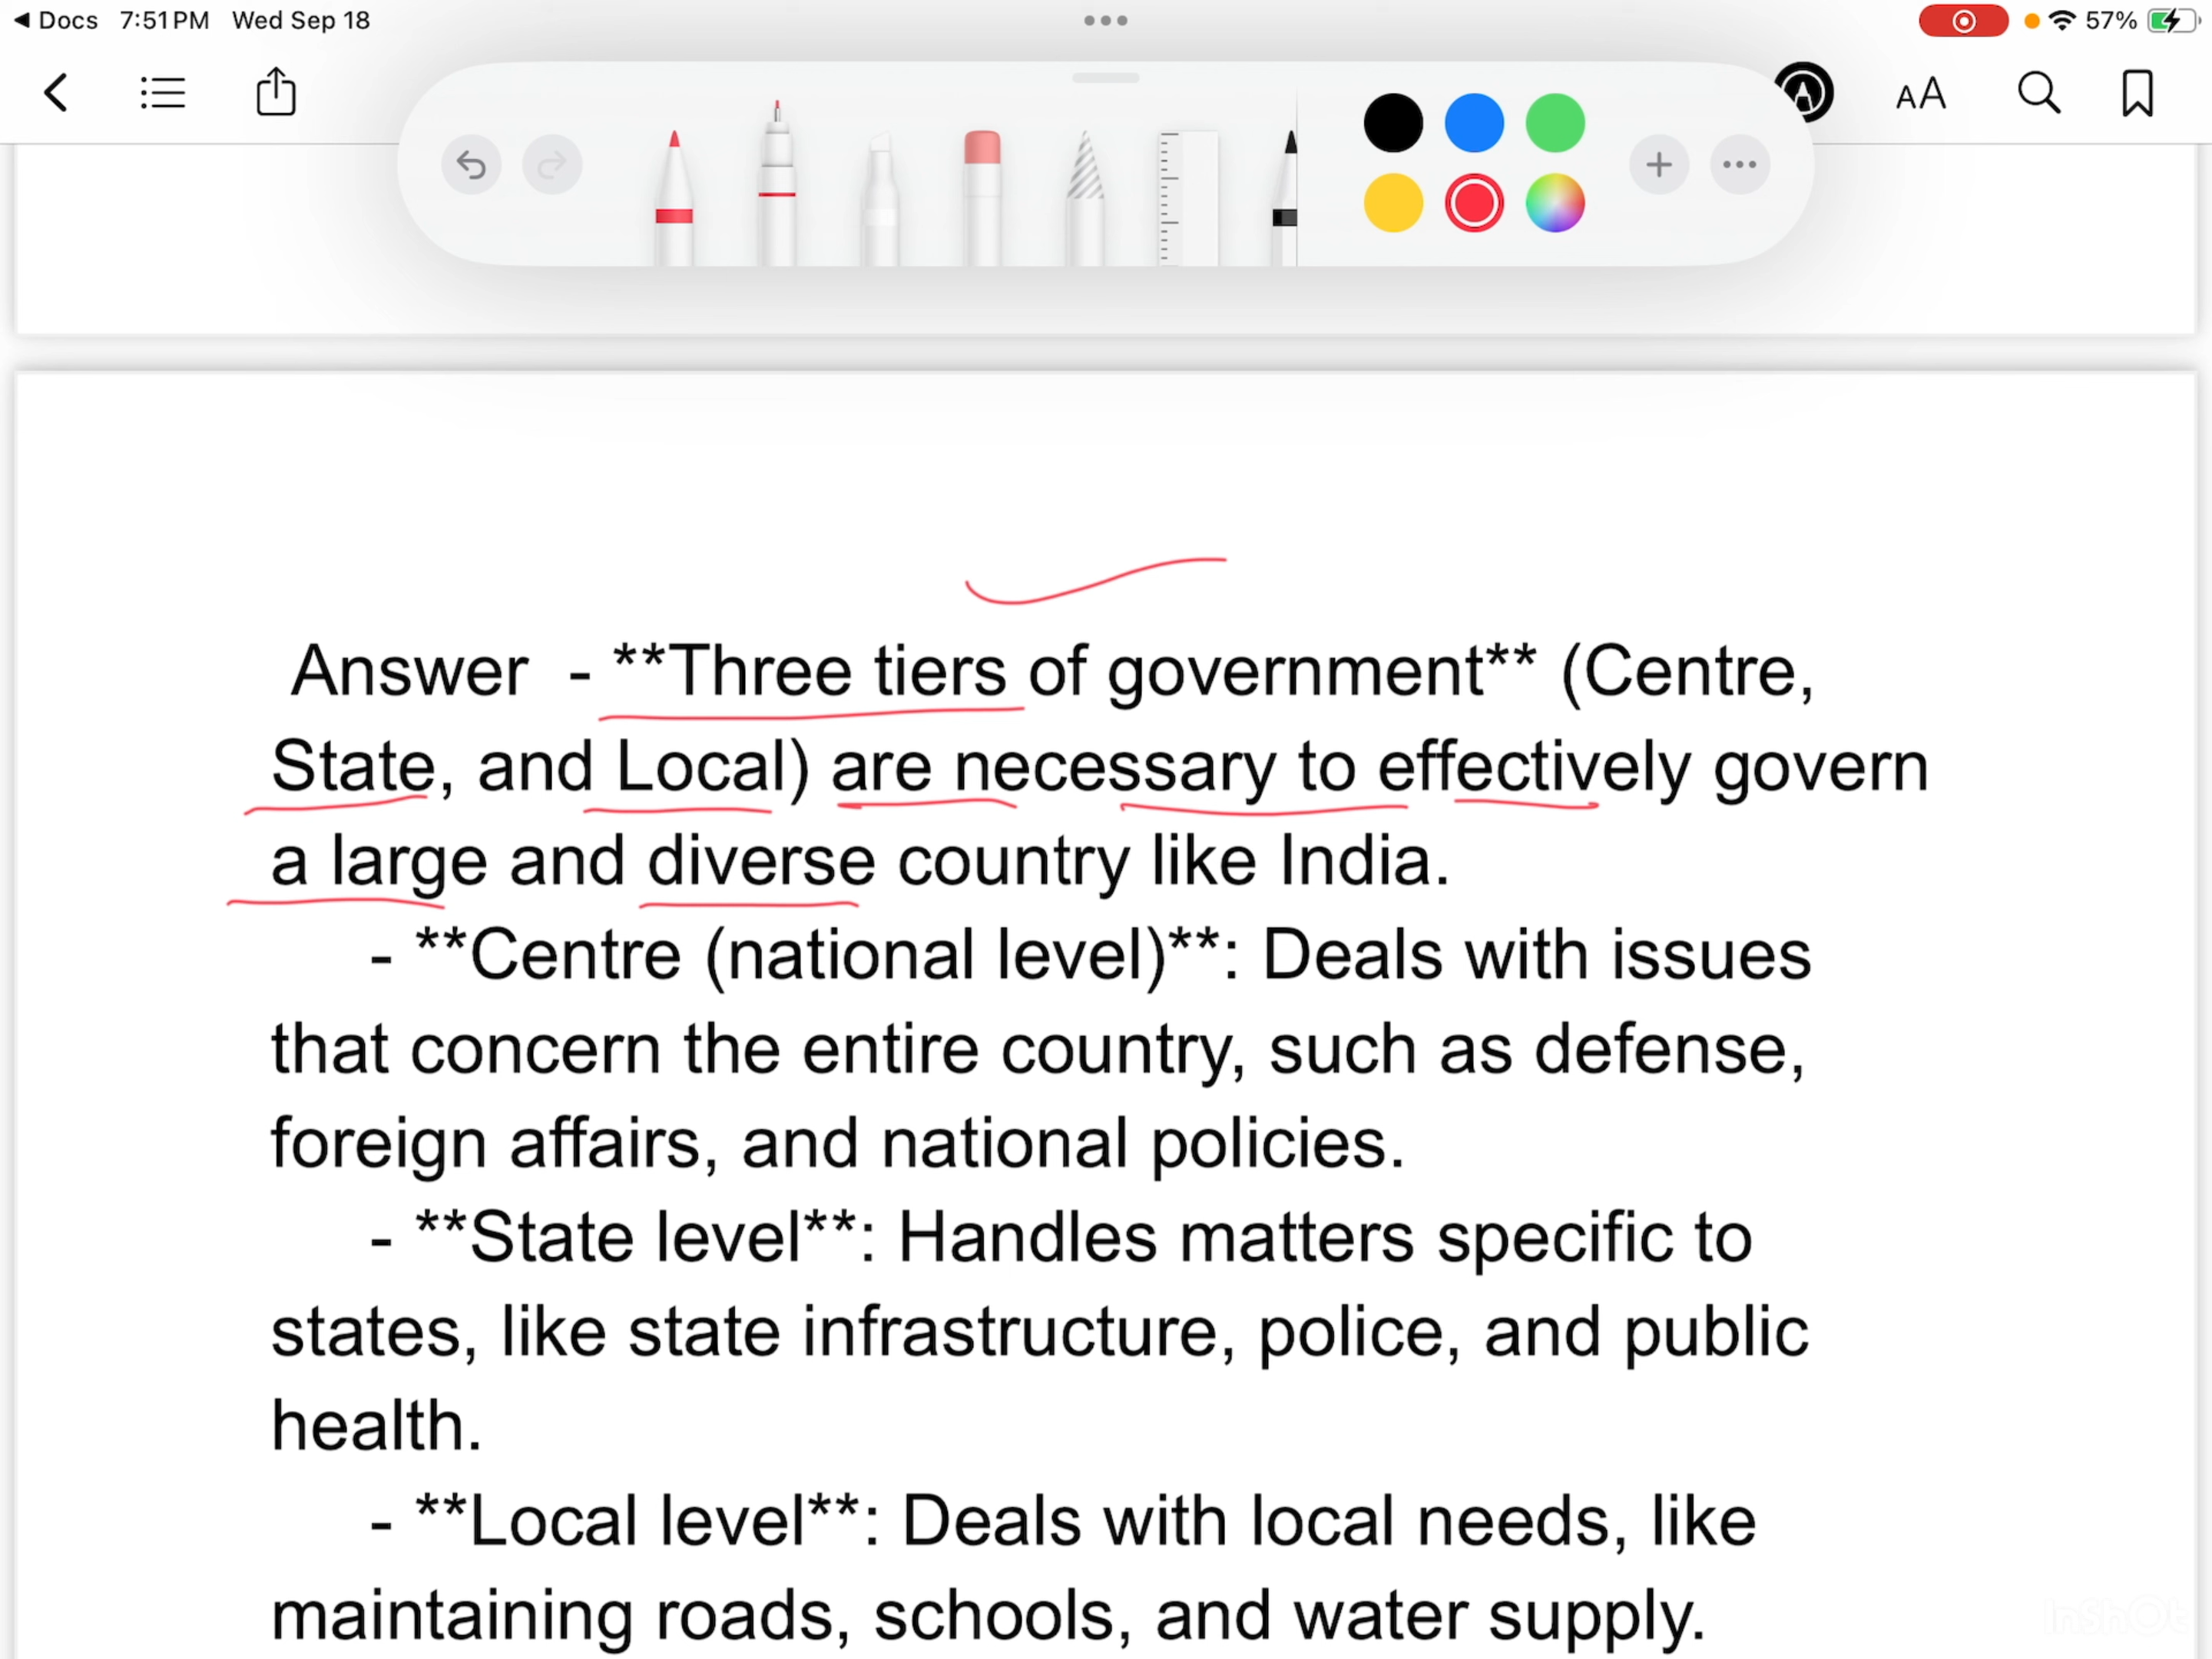 Docs 7:51 PM Wed Sep 18 57%
AA
Answer - **Three tiers of government** (Centre,
State, and Local) are necessary to effectively govern
a large and diverse country like India.
- **Centre (national level)**: Deals with issues
that concern the entire country, such as defense,
foreign affairs, and national policies.
- **State level**: Handles matters specific to
states, like state infrastructure, police, and public
health.
- **Local level**: Deals with local needs, like
maintaining roads, schools, and water supply.
InShOt